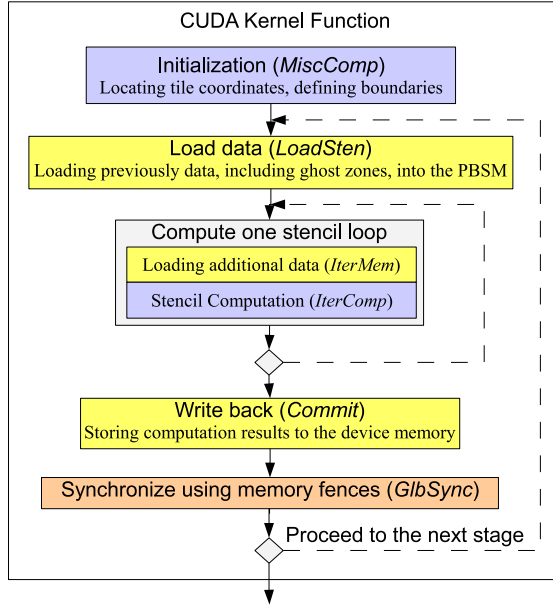 CUDA Kernel Function
Initialization (MiscComp)
Locating tile coordinates, defining boundaries
Load data (LoadSten)
Loading previously data, including ghost zones, into the PBSM
Compute one stencil loop
Loading additional data (IterMem)
Stencil Computation (IterComp)
Write back (Commit)
Storing computation results to the device memory
Synchronize using memory fences (GlbSync)
Proceed to the next stage